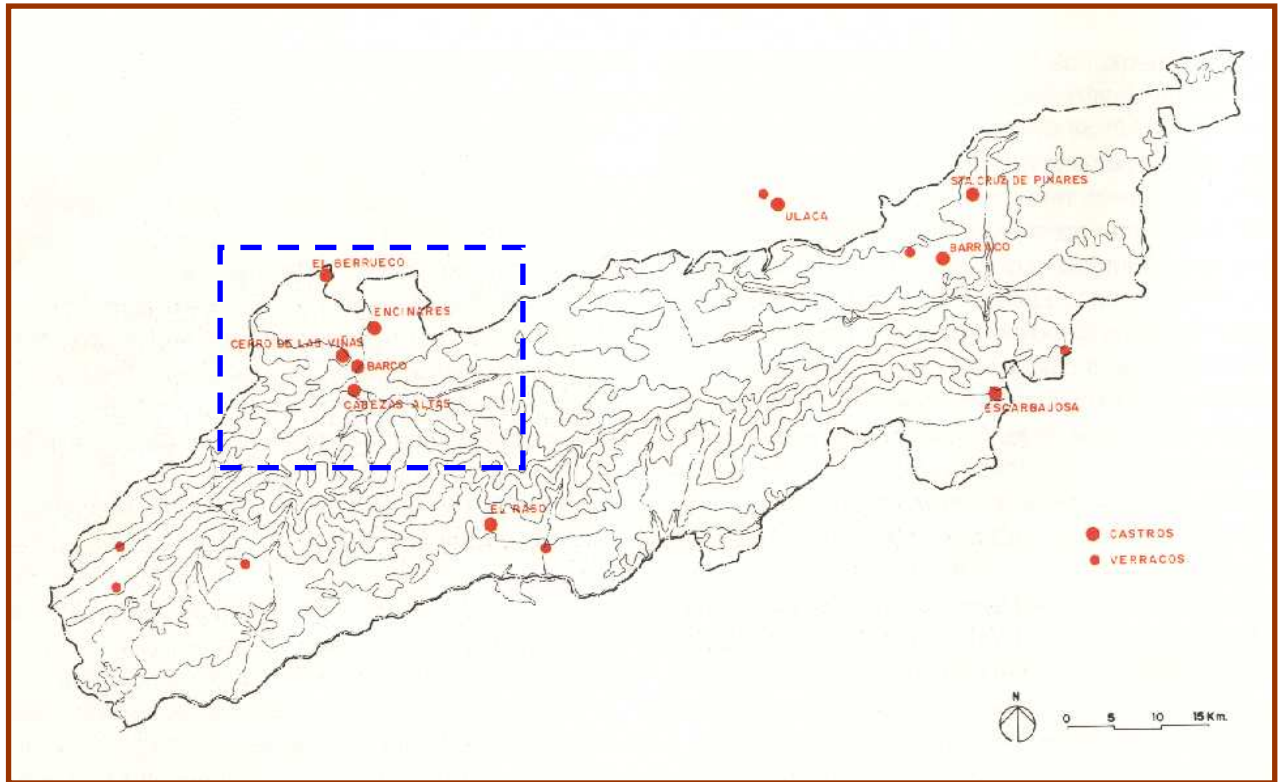 STA. CRUZ DE PINARES
ULACA
BARRACO
EL BERRUECO
ENCINARES
CERRO DE LAS VIÑAS
BARCO
CABEZAS ALTAS
ESCARBAJOSA
EL RASO
CASTROS
VERRACOS
N
0 5 10 15 Km.